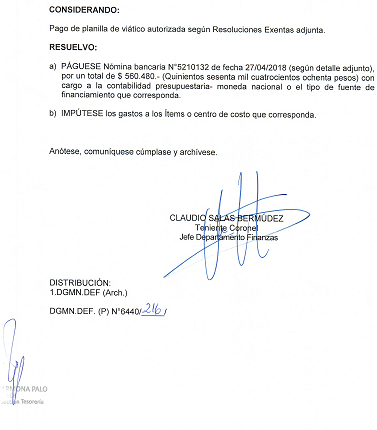 CONSIDERANDO:
Pago de planilla de viático autorizada según Resoluciones Exentas adjunta.
RESUELVO:
a) PÁGUESE Nómina bancaria N°5210132 de fecha 27/04/2018 (según detalle adjunto),
por un total de $ 560.480.- (Quinientos sesenta mil cuatrocientos ochenta pesos) con
cargo a la contabilidad presupuestaria- moneda nacional o el tipo de fuente de
financiamiento que corresponda.
b) IMPÚTESE los gastos a los Ítems o centro de costo que corresponda.
Anótese, comuníquese cúmplase y archívese.
CLAUDIO SALAS BERMÚDEZ
Teniente Coronel
Jefe Departamento Finanzas
DISTRIBUCIÓN:
1.DGMN.DEF (Arch.)
DGMN.DEF. (P) N°6440/216/
PALO
Tesorería